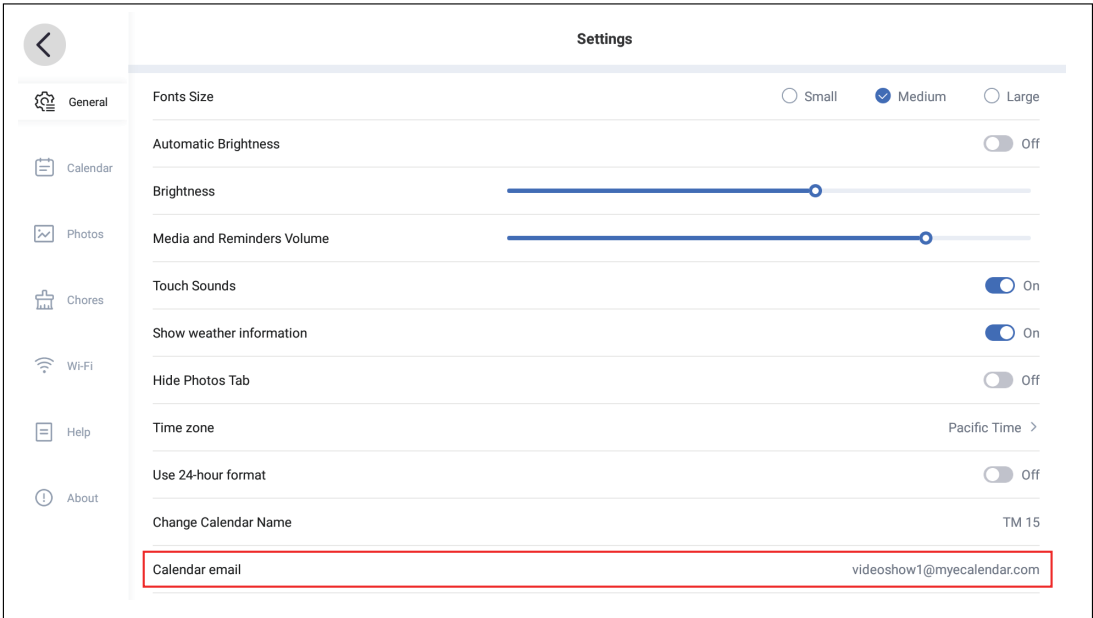 Settings
General
Calendar
Photos
Chores
Wi-Fi
Help
About
Fonts Size Small Medium Large
Automatic Brightness Off
Brightness
Media and Reminders Volume
Touch Sounds On
Show weather information On
Hide Photos Tab Off
Time zone Pacific Time
Use 24-hour format Off
Change Calendar Name TM 15
Calendar email videoshow1@myecalendar.com